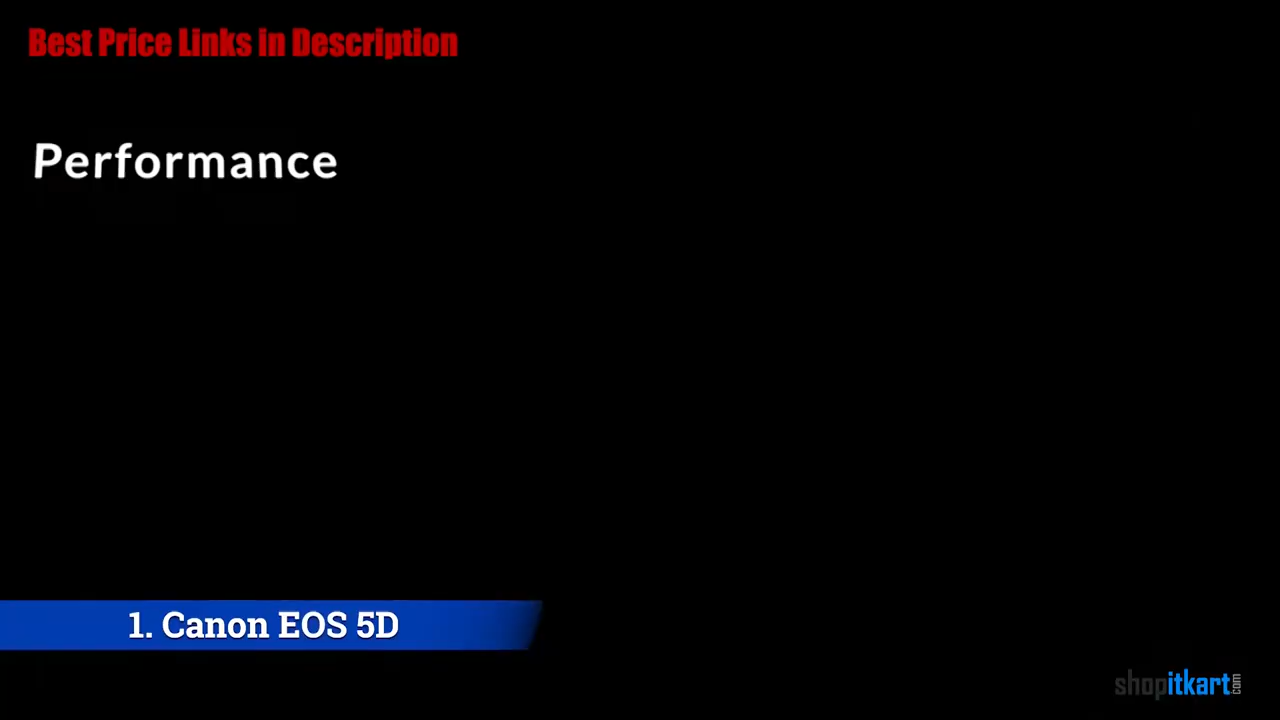 Best Price Links in Description
Performance
1. Canon EOS 5D
shopitkart.com